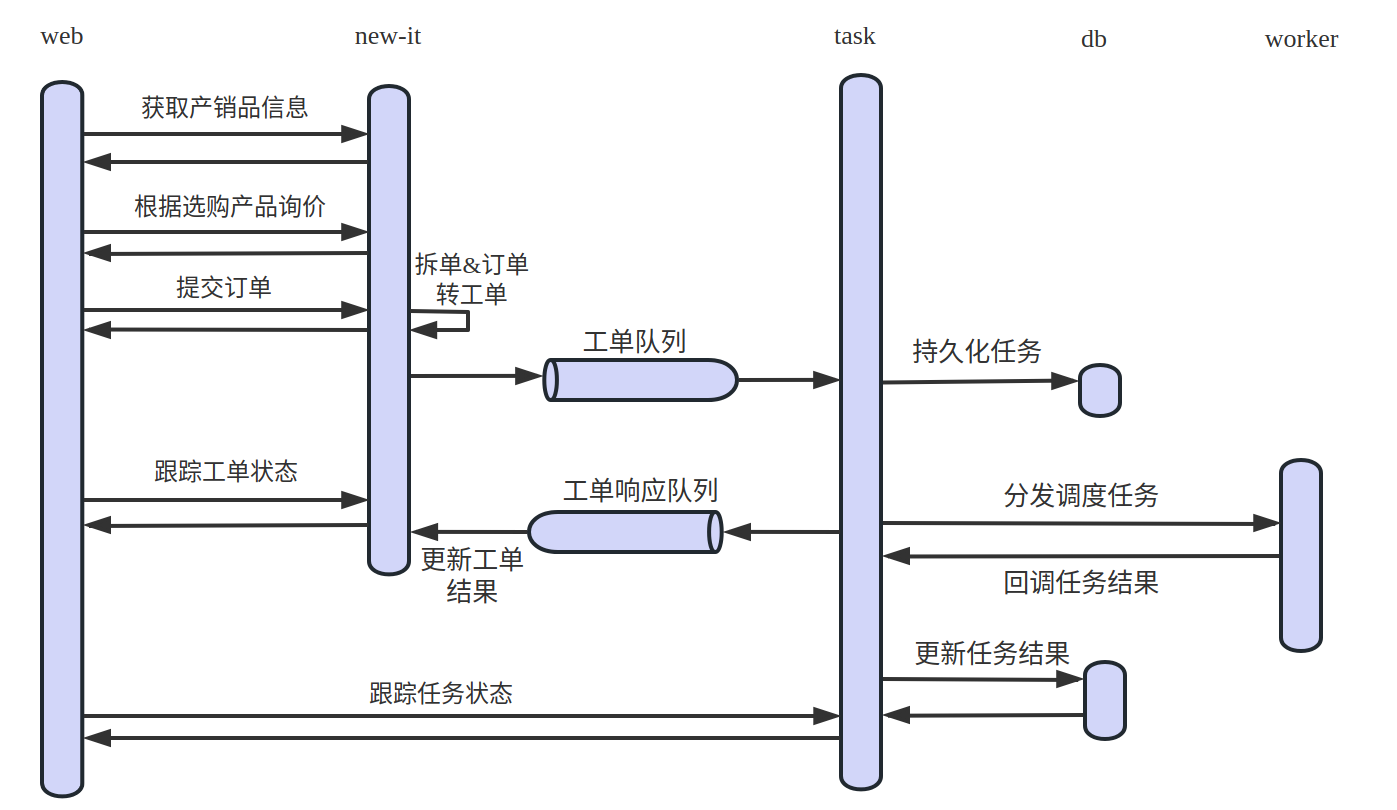 web
new-it
task
db
worker
获取产销品信息
根据选购产品询价
拆单&订单
转工单
提交订单
工单队列
持久化任务
跟踪工单状态
工单响应队列
分发调度任务
更新工单
结果
回调任务结果
更新任务结果
跟踪任务状态